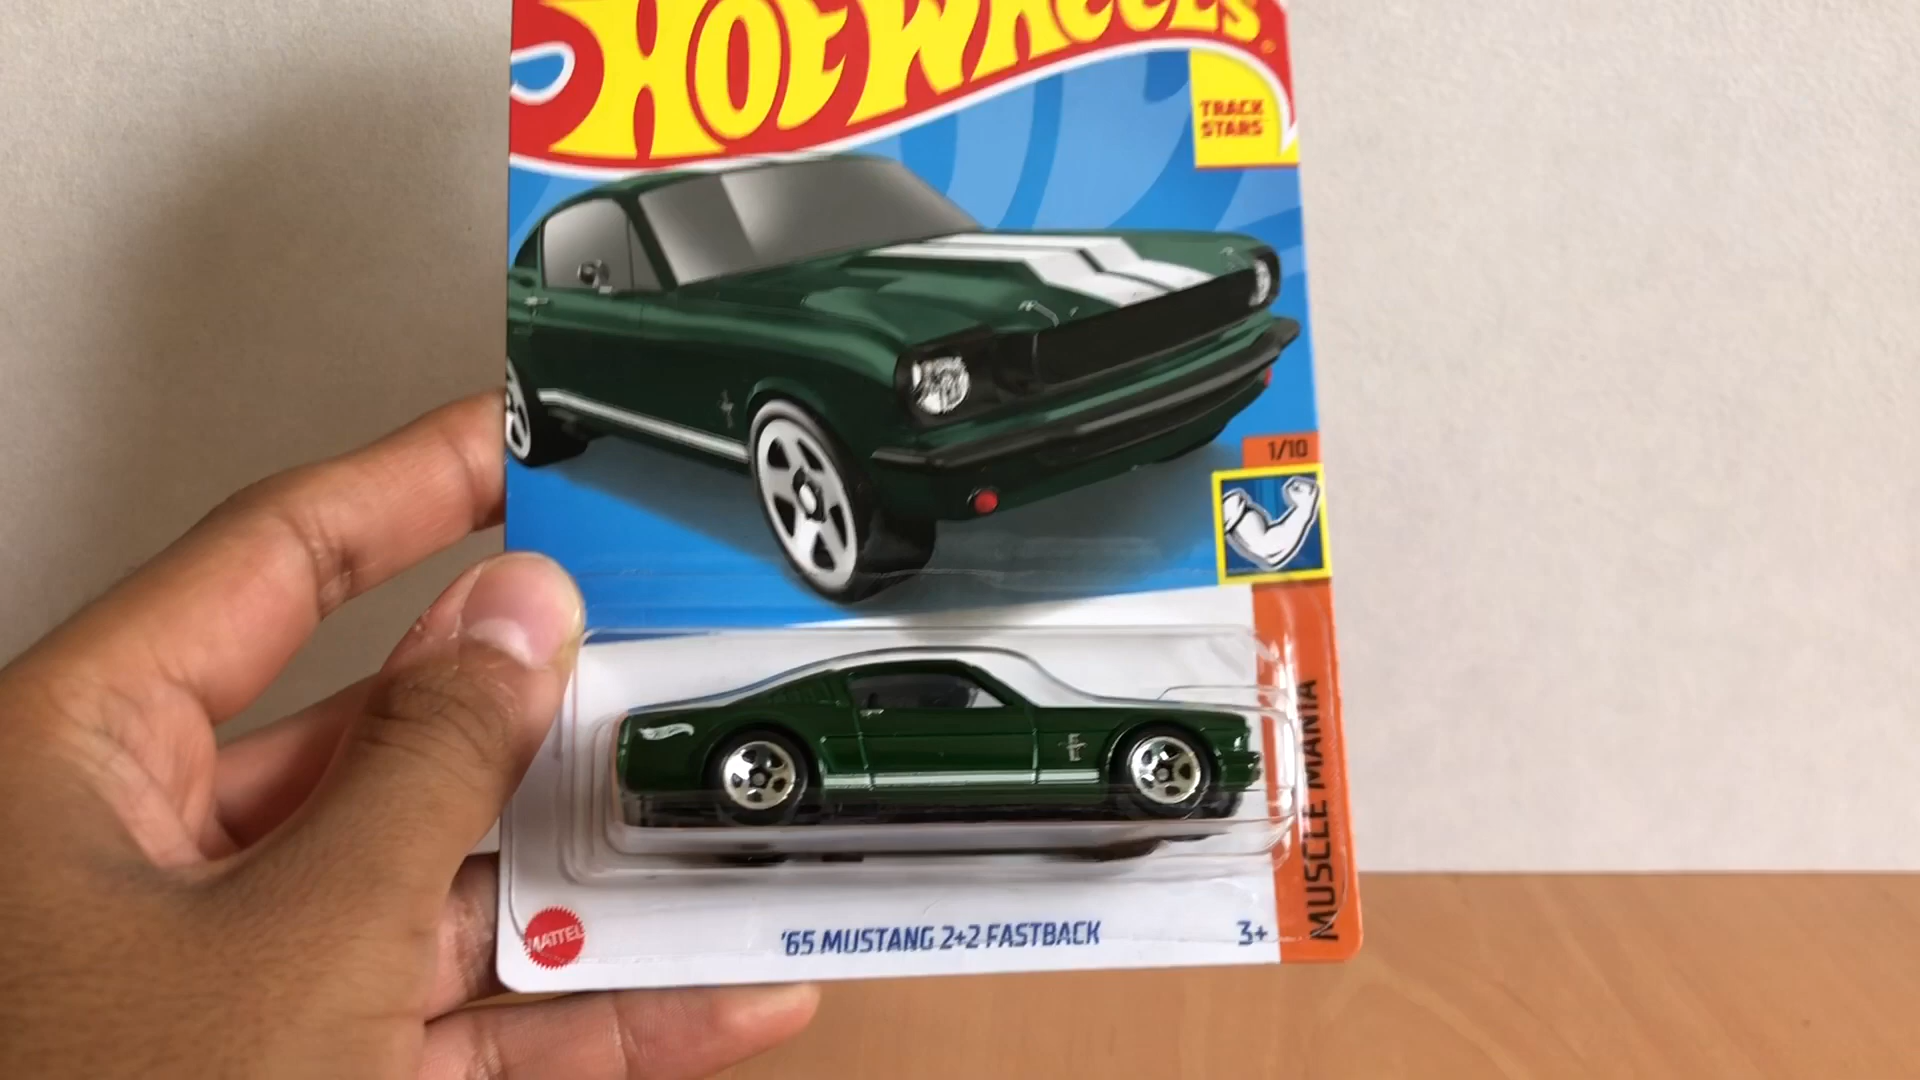 HOT WHEELS
TRACK
STARS
1/10
MUSCLE MANIA
MATTEL
'65 MUSTANG 2+2 FASTBACK
3+